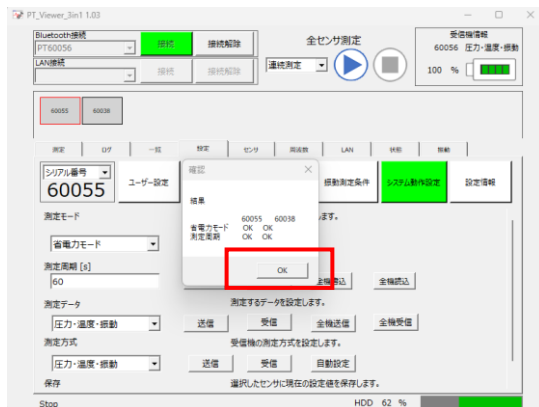 PT_Viewer_3in1 1.03
Bluetooth接続
PT60056
接続
接続解除
LAN接続
接続
接続解除
全センサ測定
連続測定
受信機情報
60056 圧力・温度・振動
100 %
60055
60038
測定
ログ
一覧
設定
センサ
周波数
LAN
状態
振動
シリアル番号
60055
ユーザー設定
振動測定条件
システム動作設定
設定情報
確認
結果
60055 60038
省電力モード OK OK
測定周期 OK OK
OK
測定モード
ます。
省電力モード
測定周期 [s]
60
全機読込
測定データ
測定するデータを設定します。
圧力・温度・振動
送信
受信
全機送信
全機受信
測定方式
受信機の測定方式を設定します。
圧力・温度・振動
送信
受信
自動設定
保存
選択したセンサに現在の設定値を保存します。
Stop
HDD 62 %